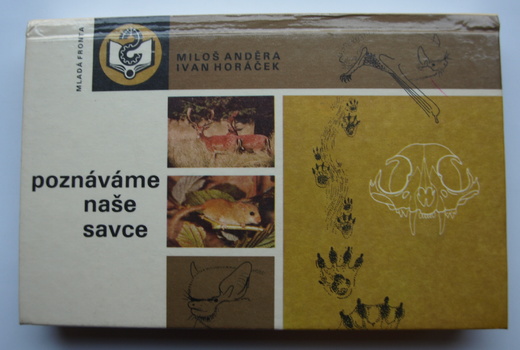 MLADÁ FRONTA
MILOŠ ANDĚRA
IVAN HORÁČEK
poznáváme
naše
savce